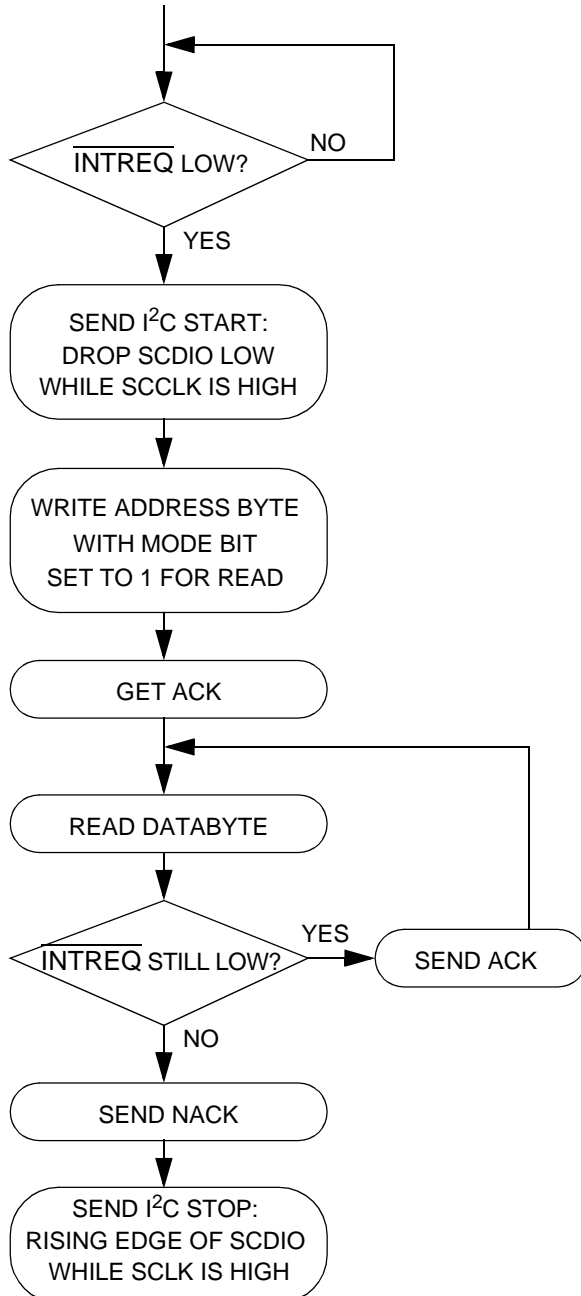 I̅N̅T̅R̅E̅Q̅ LOW?
NO
YES
SEND I²C START:
DROP SCDIO LOW
WHILE SCCLK IS HIGH
WRITE ADDRESS BYTE
WITH MODE BIT
SET TO 1 FOR READ
GET ACK
READ DATABYTE
I̅N̅T̅R̅E̅Q̅ STILL LOW?
YES
SEND ACK
NO
SEND NACK
SEND I²C STOP:
RISING EDGE OF SCDIO
WHILE SCLK IS HIGH